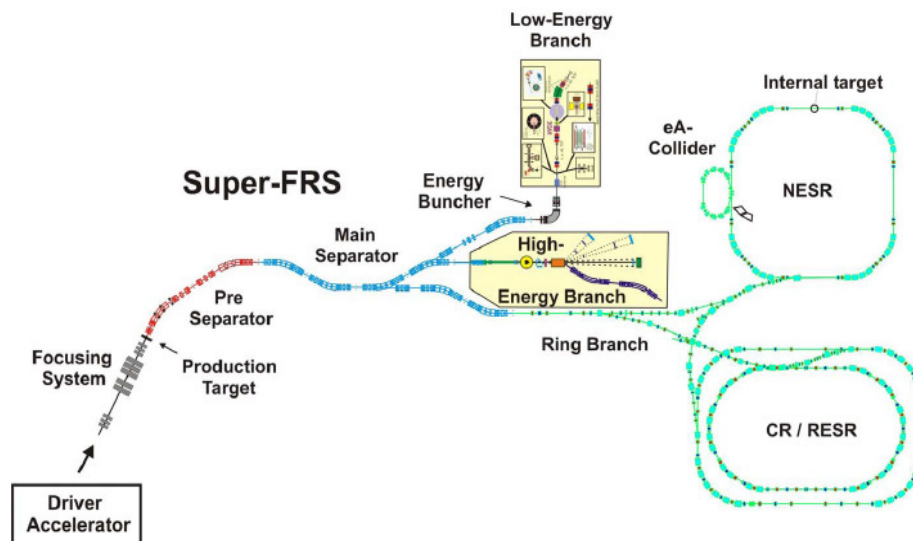 Low-Energy
Branch
Internal target
eA-
Collider
NESR
Super-FRS
Energy
Buncher
Main
Separator
High-
Energy Branch
Pre
Separator
Ring Branch
Focusing
System
Production
Target
CR / RESR
Driver
Accelerator